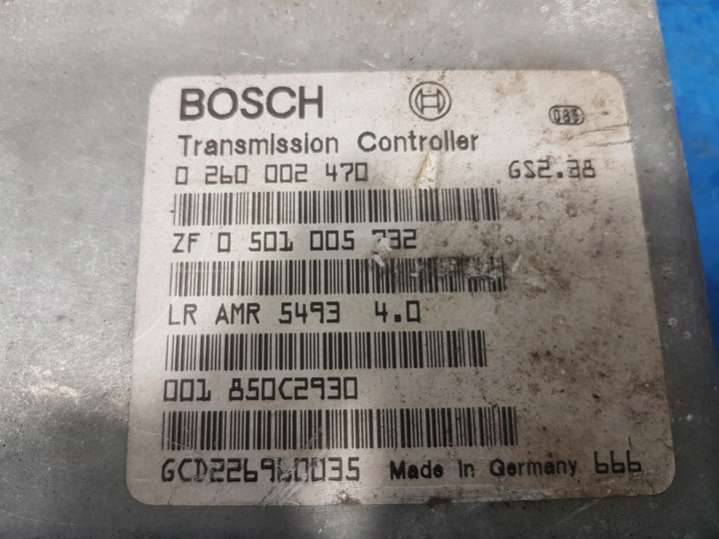 BOSCH
Transmission Controller
0 260 002 470 GS2.38
ZF 0 501 005 732
LR AMR 5493 4.0
001 850C2930
Made in Germany 666